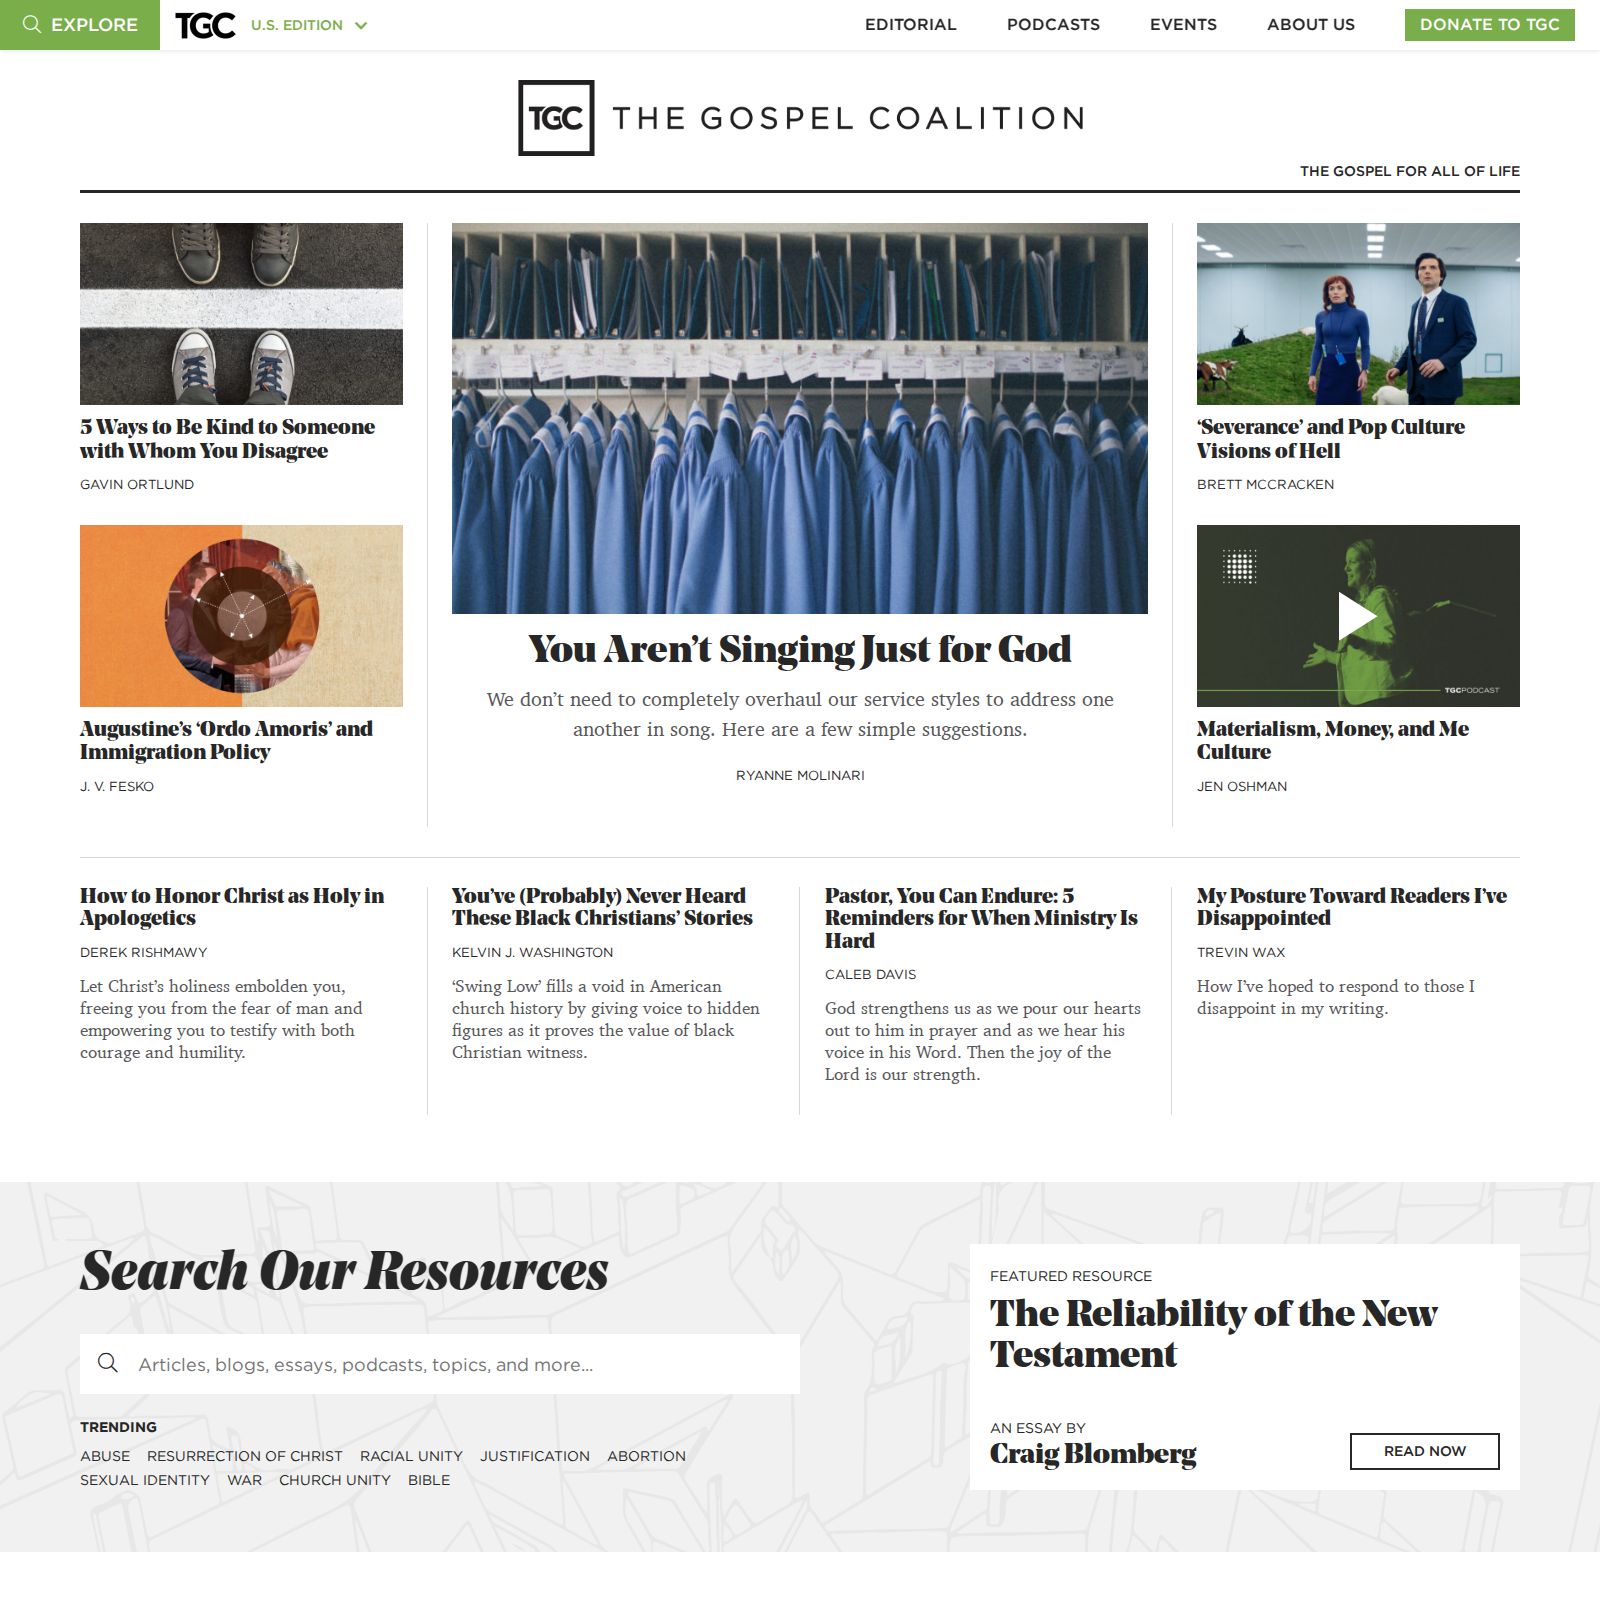 EXPLORE
TGC
U.S. EDITION
EDITORIAL
PODCASTS
EVENTS
ABOUT US
DONATE TO TGC
TGC THE GOSPEL COALITION
THE GOSPEL FOR ALL OF LIFE
5 Ways to Be Kind to Someone
with Whom You Disagree
GAVIN ORTLUND
Augustine’s ‘Ordo Amoris’ and
Immigration Policy
J. V. FESKO
You Aren’t Singing Just for God
We don’t need to completely overhaul our service styles to address one
another in song. Here are a few simple suggestions.
RYANNE MOLINARI
‘Severance’ and Pop Culture
Visions of Hell
BRETT MCCRACKEN
TGCPODCAST
Materialism, Money, and Me
Culture
JEN OSHMAN
How to Honor Christ as Holy in
Apologetics
DEREK RISHMAWY
Let Christ’s holiness embolden you,
freeing you from the fear of man and
empowering you to testify with both
courage and humility.
You’ve (Probably) Never Heard
These Black Christians’ Stories
KELVIN J. WASHINGTON
‘Swing Low’ fills a void in American
church history by giving voice to hidden
figures as it proves the value of black
Christian witness.
Pastor, You Can Endure: 5
Reminders for When Ministry Is
Hard
CALEB DAVIS
God strengthens us as we pour our hearts
out to him in prayer and as we hear his
voice in his Word. Then the joy of the
Lord is our strength.
My Posture Toward Readers I’ve
Disappointed
TREVIN WAX
How I’ve hoped to respond to those I
disappoint in my writing.
Search Our Resources
Articles, blogs, essays, podcasts, topics, and more...
TRENDING
ABUSE RESURRECTION OF CHRIST RACIAL UNITY JUSTIFICATION ABORTION
SEXUAL IDENTITY WAR CHURCH UNITY BIBLE
FEATURED RESOURCE
The Reliability of the New
Testament
AN ESSAY BY
Craig Blomberg
READ NOW